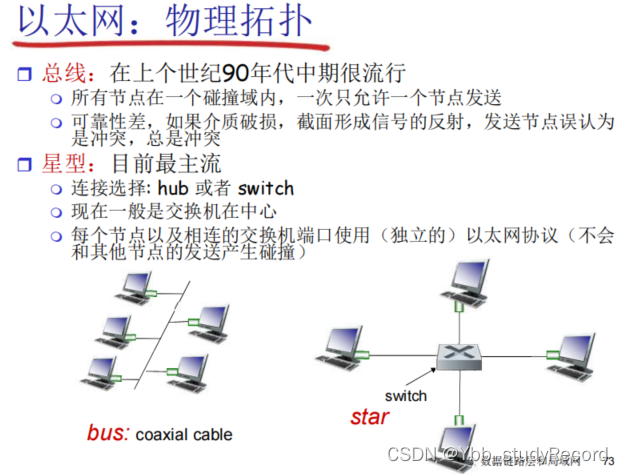 以太网：物理拓扑
总线：在上个世纪90年代中期很流行
所有节点在一个碰撞域内，一次只允许一个节点发送
可靠性差，如果介质破损，截面形成信号的反射，发送节点误认为
是冲突，总是冲突
星型：目前最主流
连接选择: hub 或者 switch
现在一般是交换机在中心
每个节点以及相连的交换机端口使用（独立的）以太网协议（不会
和其他节点的发送产生碰撞）
switch
bus: coaxial cable
star
数据链路层和局域网 73
CSDN @Ybb_studyRecord